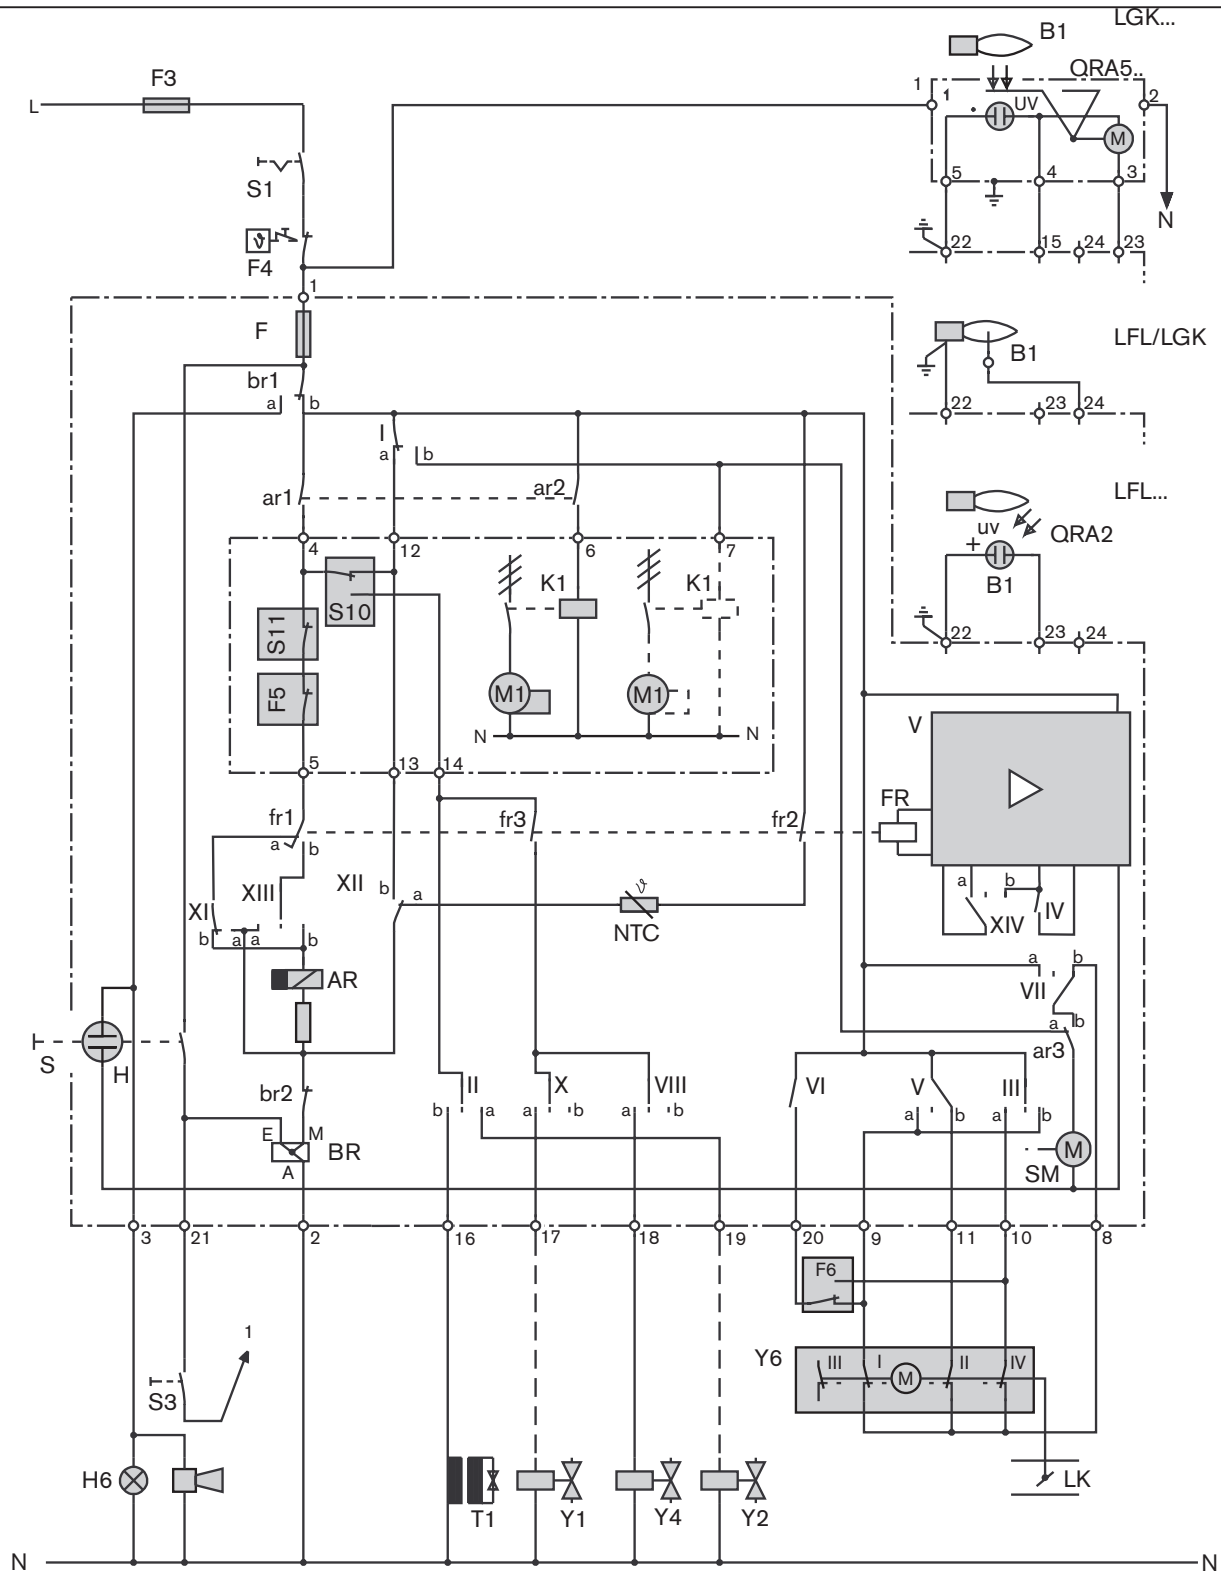 LGK...
B1
F3
QRA5..
1 1 UV 2
L
M
S1
5 4 3
N
ϑ
F4
22 15 24 23
1
F
LFL/LGK
B1
br1
a b
22 23 24
I
a b
ar1
ar2
LFL...
uv
+
QRA2
B1
4 12 6 7
K1 K1
S10
S11
22 23 24
F5
M1 M1
V
N N
5 13 14
FR
fr1
fr3
fr2
a b
XII b a
ϑ
XIII
XI
NTC
a b
XIV IV
b a a b
AR
a b
VII
a b
ar3
S
H
br2
II X VIII
VI V III
b a a b a b
a b a b
E M
BR
A
M
SM
3 21 2 16 17 18 19 20 9 11 10 8
F6
1
Y6
III I M II IV
S3
H6
LK
T1 Y1 Y4 Y2
N N